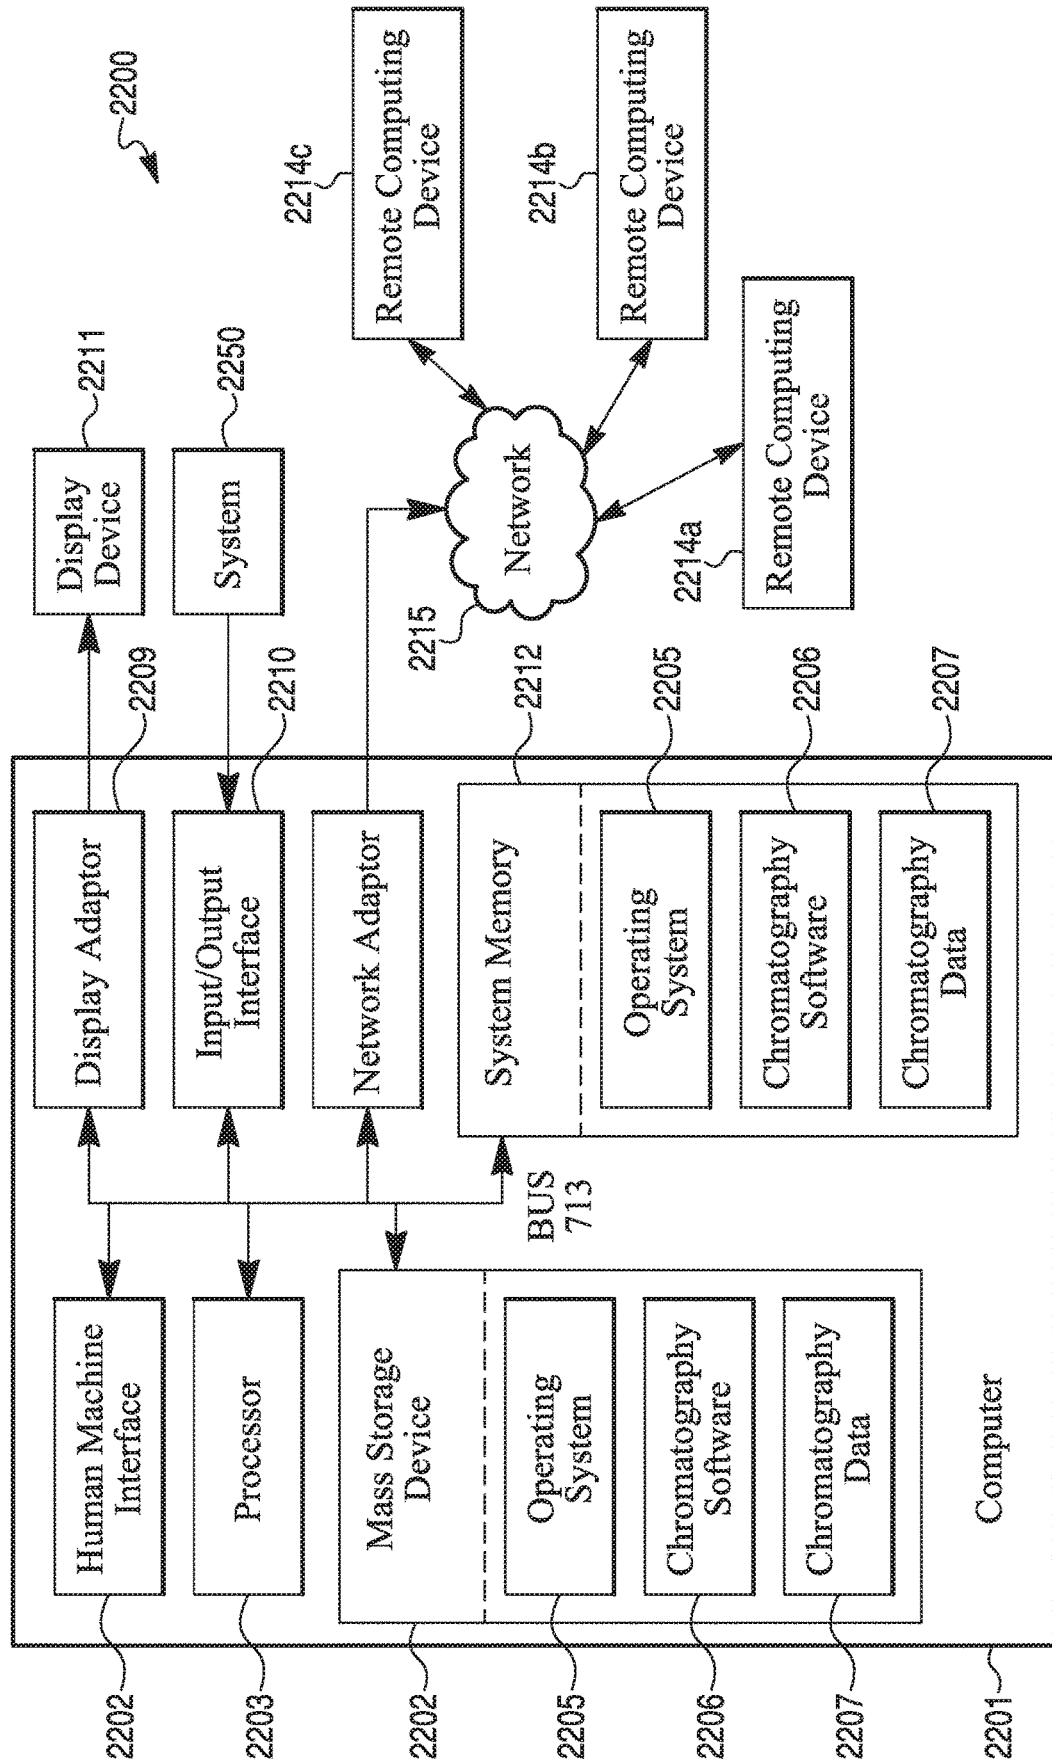 2200
2202
Human Machine
Interface
Display Adaptor
2209
Display
Device
2211
2203
Processor
Input/Output
Interface
2210
System
2250
2202
Mass Storage
Device
Network Adaptor
BUS
713
2205
Operating
System
2206
Chromatography
Software
2207
Chromatography
Data
System Memory
2212
Operating
System
2205
Chromatography
Software
2206
Chromatography
Data
2207
2215
Network
2214c
Remote Computing
Device
2214b
Remote Computing
Device
2214a
Remote Computing
Device
Computer
2201